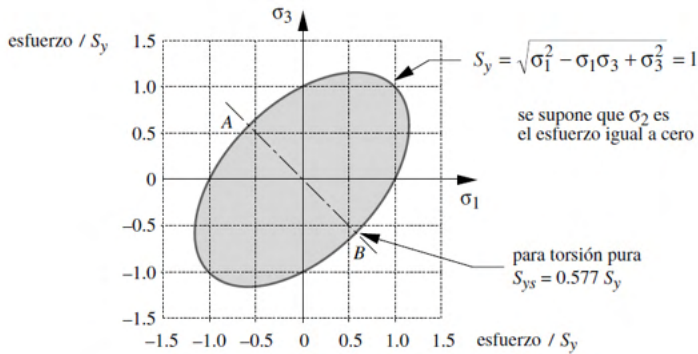 σ3
esfuerzo / Sy
1.5
1.0
0.5
0
–0.5
–1.0
–1.5
A
B
σ1
Sy = √σ1² – σ1σ3 + σ3² = 1
se supone que σ2 es
el esfuerzo igual a cero
para torsión pura
Sys = 0.577 Sy
–1.5 –1.0 –0.5 0 0.5 1.0 1.5 esfuerzo / Sy